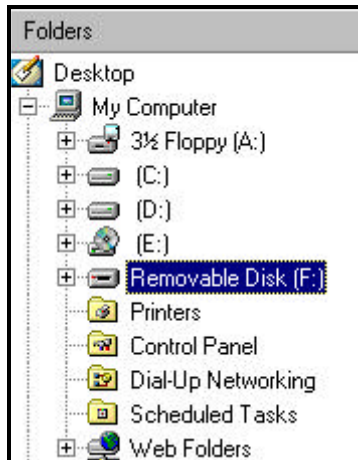 Folders
Desktop
My Computer
3½ Floppy (A:)
(C:)
(D:)
(E:)
Removable Disk (F:)
Printers
Control Panel
Dial-Up Networking
Scheduled Tasks
Web Folders